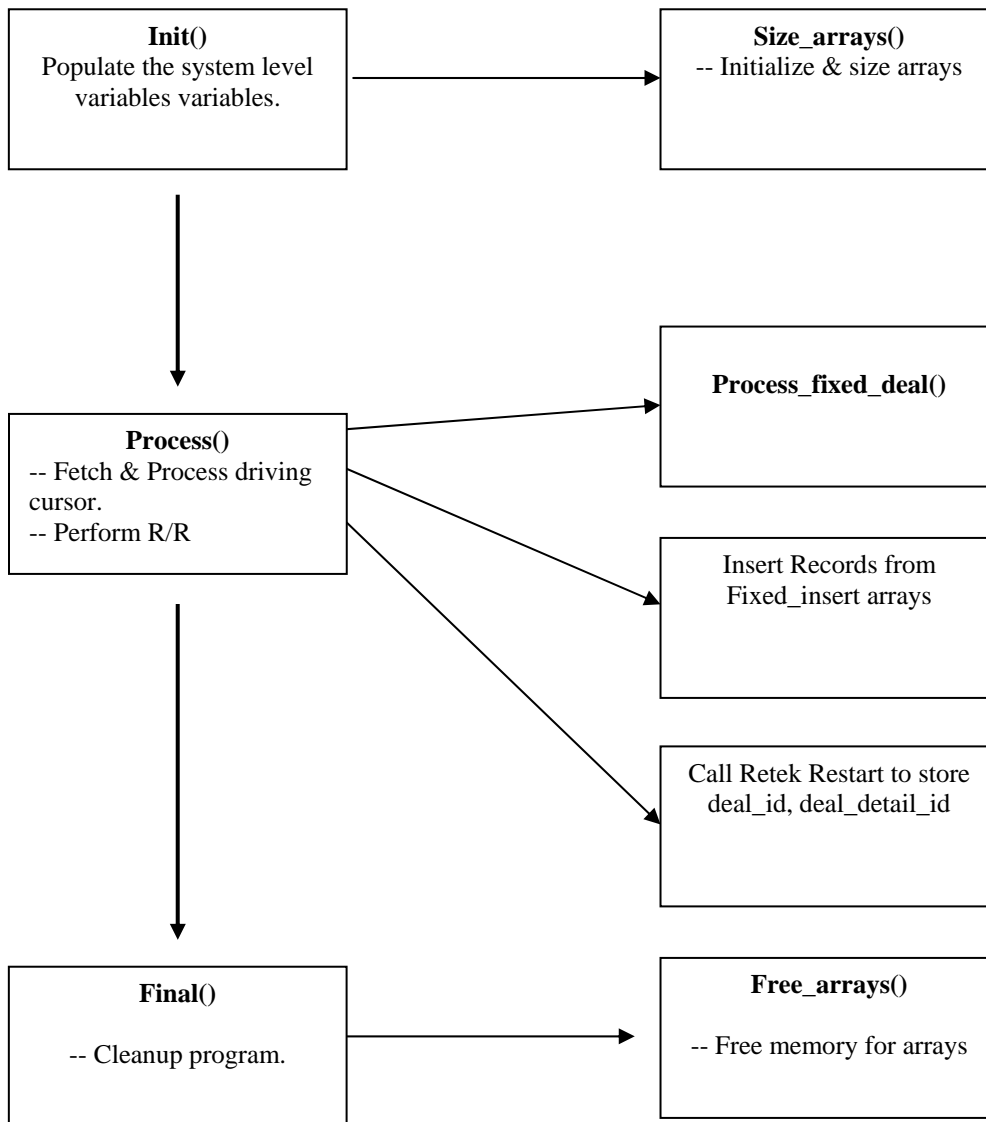 Init()
Populate the system level
variables variables.
Size_arrays()
-- Initialize & size arrays
Process_fixed_deal()
Process()
-- Fetch & Process driving
cursor.
-- Perform R/R
Insert Records from
Fixed_insert arrays
Call Retek Restart to store
deal_id, deal_detail_id
Final()
-- Cleanup program.
Free_arrays()
-- Free memory for arrays